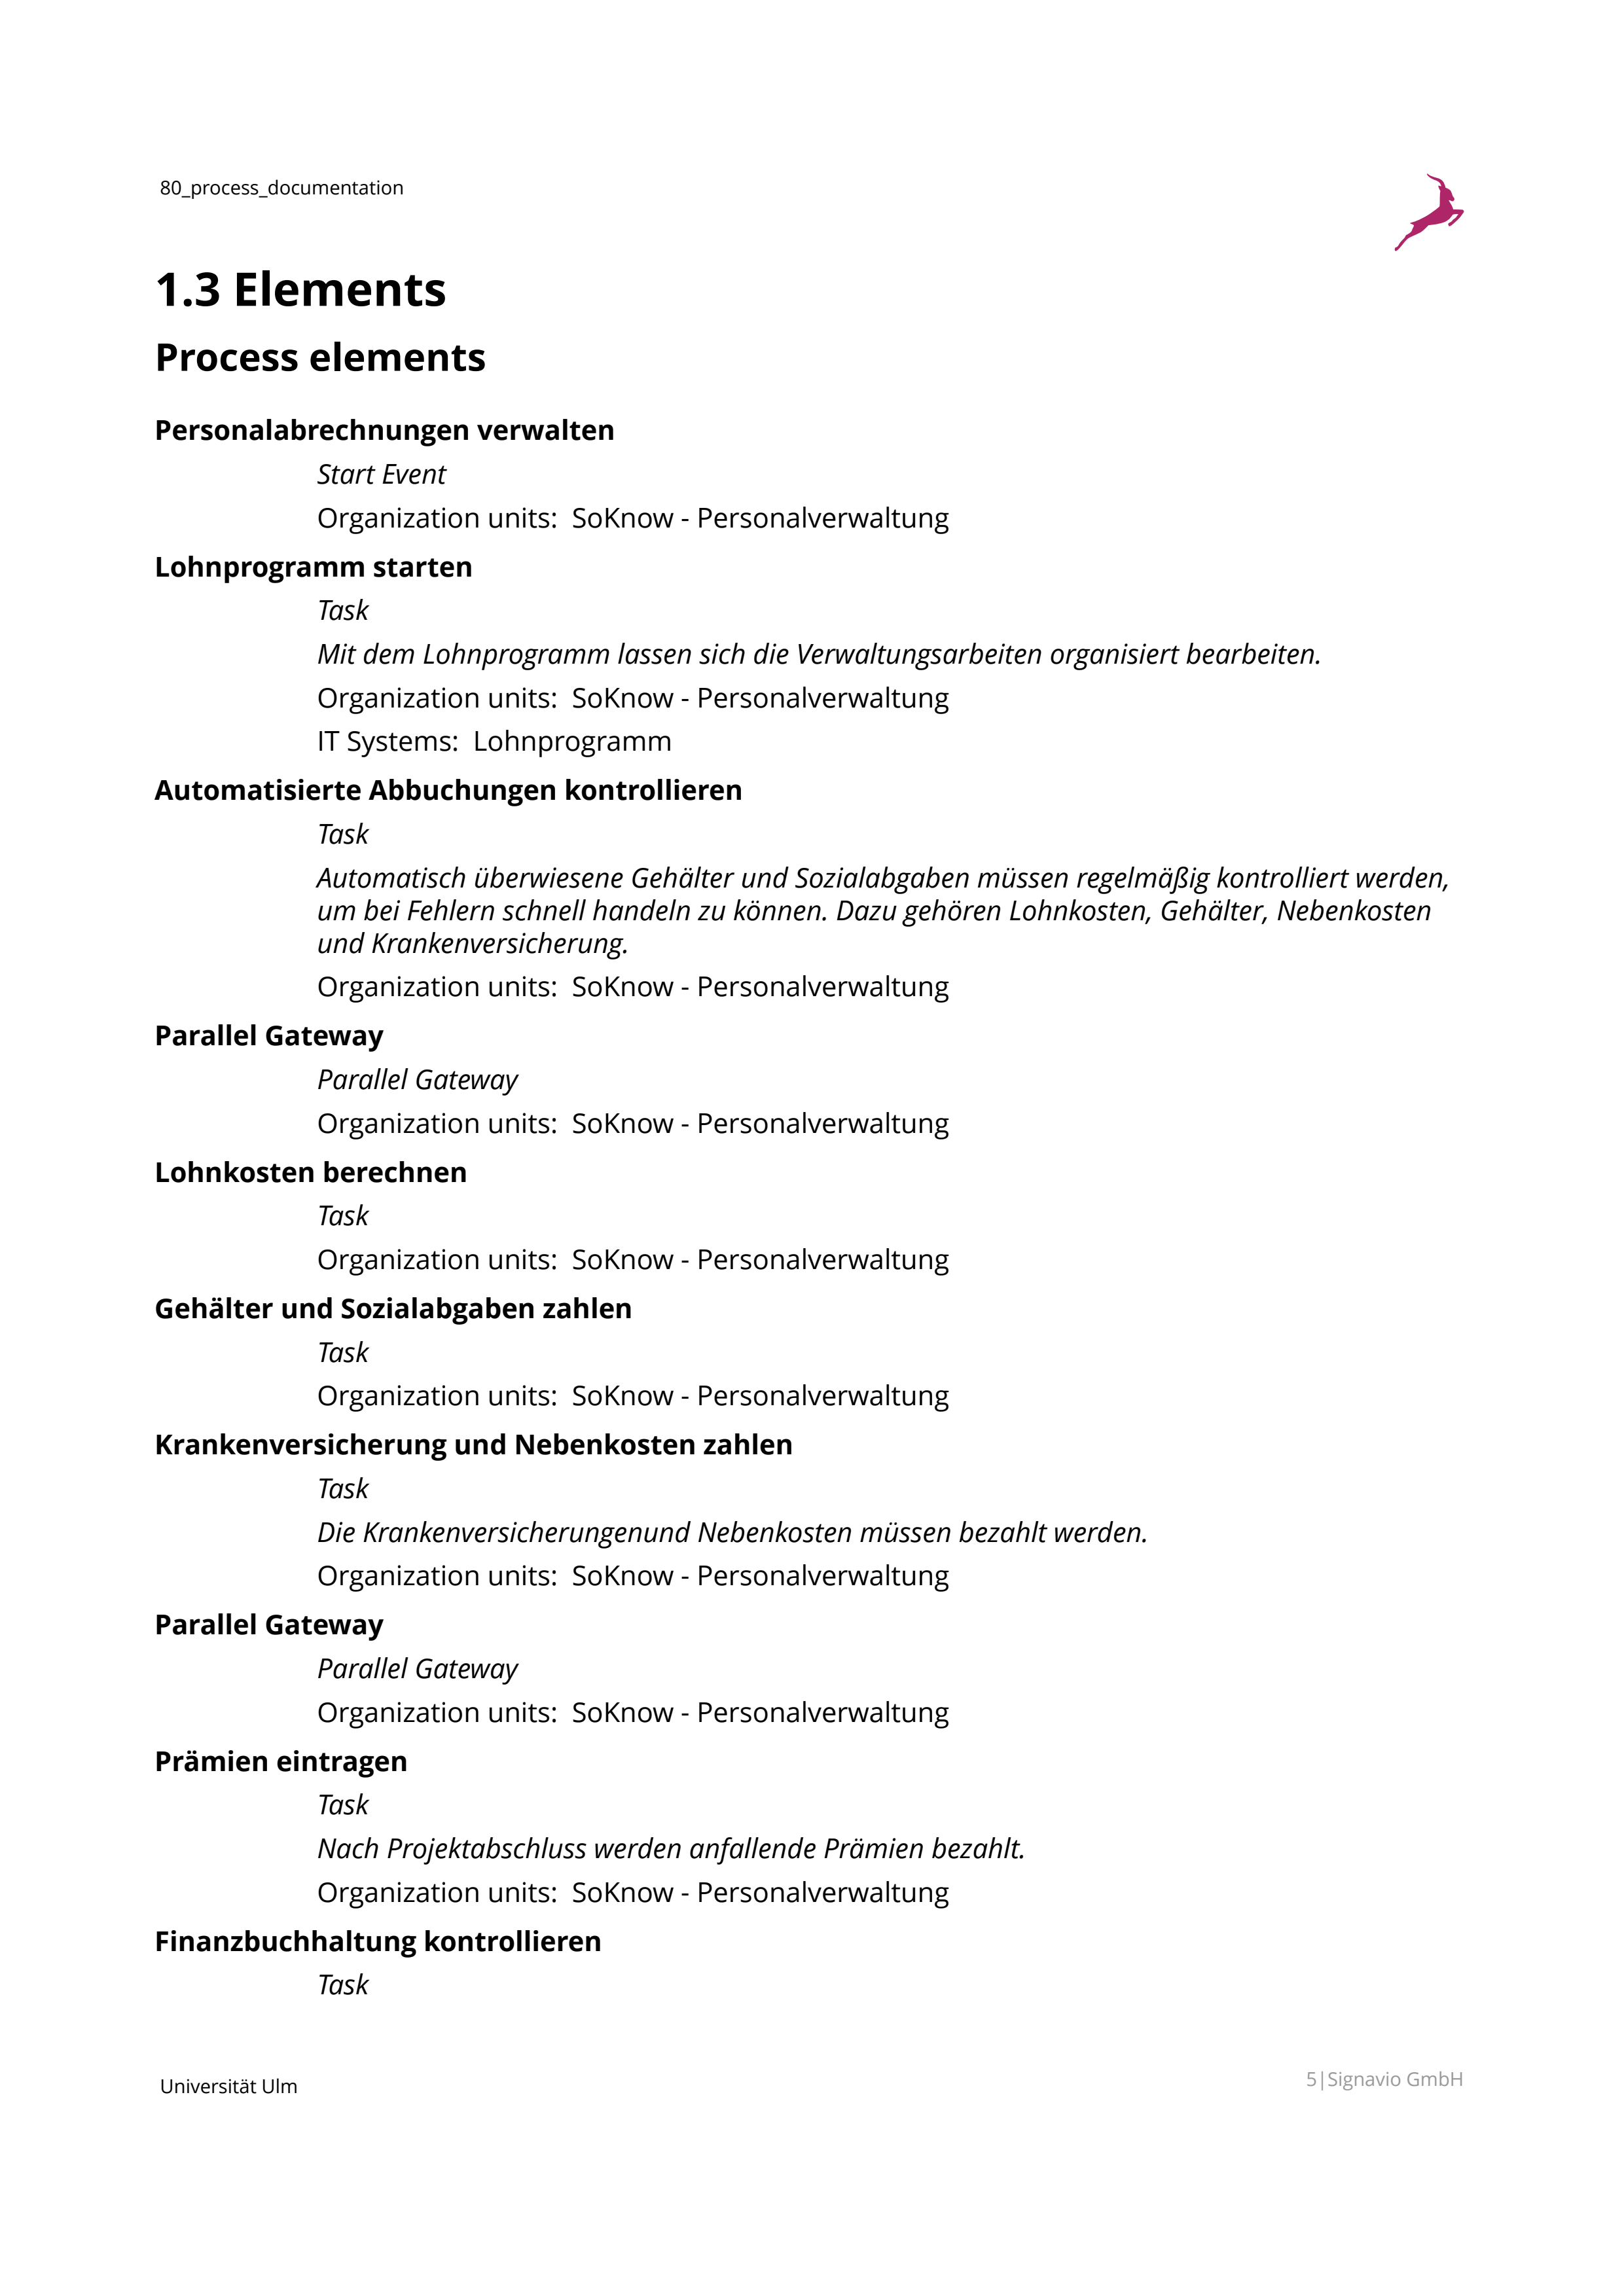 80_process_documentation
1.3 Elements
Process elements
Personalabrechnungen verwalten
Start Event
Organization units:  SoKnow - Personalverwaltung
Lohnprogramm starten
Task
Mit dem Lohnprogramm lassen sich die Verwaltungsarbeiten organisiert bearbeiten.
Organization units:  SoKnow - Personalverwaltung
IT Systems:  Lohnprogramm
Automatisierte Abbuchungen kontrollieren
Task
Automatisch überwiesene Gehälter und Sozialabgaben müssen regelmäßig kontrolliert werden,
um bei Fehlern schnell handeln zu können. Dazu gehören Lohnkosten, Gehälter, Nebenkosten
und Krankenversicherung.
Organization units:  SoKnow - Personalverwaltung
Parallel Gateway
Parallel Gateway
Organization units:  SoKnow - Personalverwaltung
Lohnkosten berechnen
Task
Organization units:  SoKnow - Personalverwaltung
Gehälter und Sozialabgaben zahlen
Task
Organization units:  SoKnow - Personalverwaltung
Krankenversicherung und Nebenkosten zahlen
Task
Die Krankenversicherungenund Nebenkosten müssen bezahlt werden.
Organization units:  SoKnow - Personalverwaltung
Parallel Gateway
Parallel Gateway
Organization units:  SoKnow - Personalverwaltung
Prämien eintragen
Task
Nach Projektabschluss werden anfallende Prämien bezahlt.
Organization units:  SoKnow - Personalverwaltung
Finanzbuchhaltung kontrollieren
Task
Universität Ulm
5|Signavio GmbH